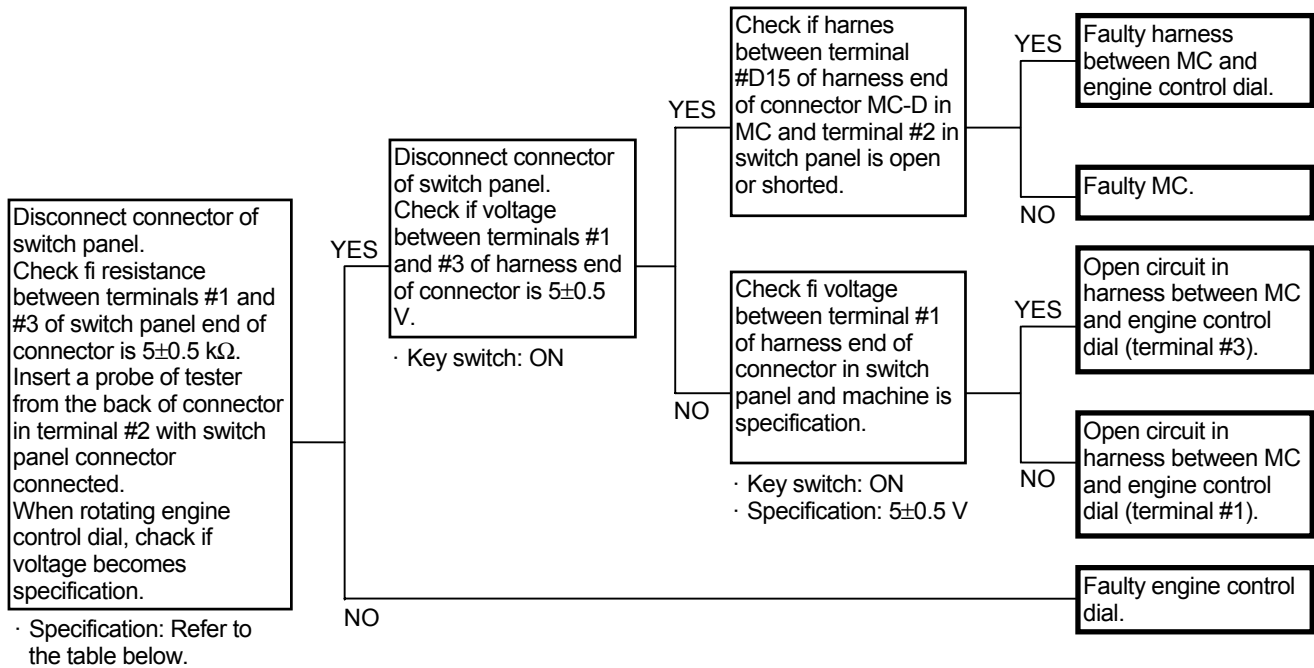 Disconnect connector of
switch panel.
Check fi resistance
between terminals #1 and
#3 of switch panel end of
connector is 5±0.5 kΩ.
Insert a probe of tester
from the back of connector
in terminal #2 with switch
panel connector
connected.
When rotating engine
control dial, chack if
voltage becomes
specification.
· Specification: Refer to
the table below.
YES
NO
Disconnect connector
of switch panel.
Check if voltage
between terminals #1
and #3 of harness end
of connector is 5±0.5
V.
· Key switch: ON
YES
NO
Check if harnes
between terminal
#D15 of harness end
of connector MC-D in
MC and terminal #2 in
switch panel is open
or shorted.
YES
NO
Faulty harness
between MC and
engine control dial.
Faulty MC.
Check fi voltage
between terminal #1
of harness end of
connector in switch
panel and machine is
specification.
· Key switch: ON
· Specification: 5±0.5 V
YES
NO
Open circuit in
harness between MC
and engine control
dial (terminal #3).
Open circuit in
harness between MC
and engine control
dial (terminal #1).
Faulty engine control
dial.